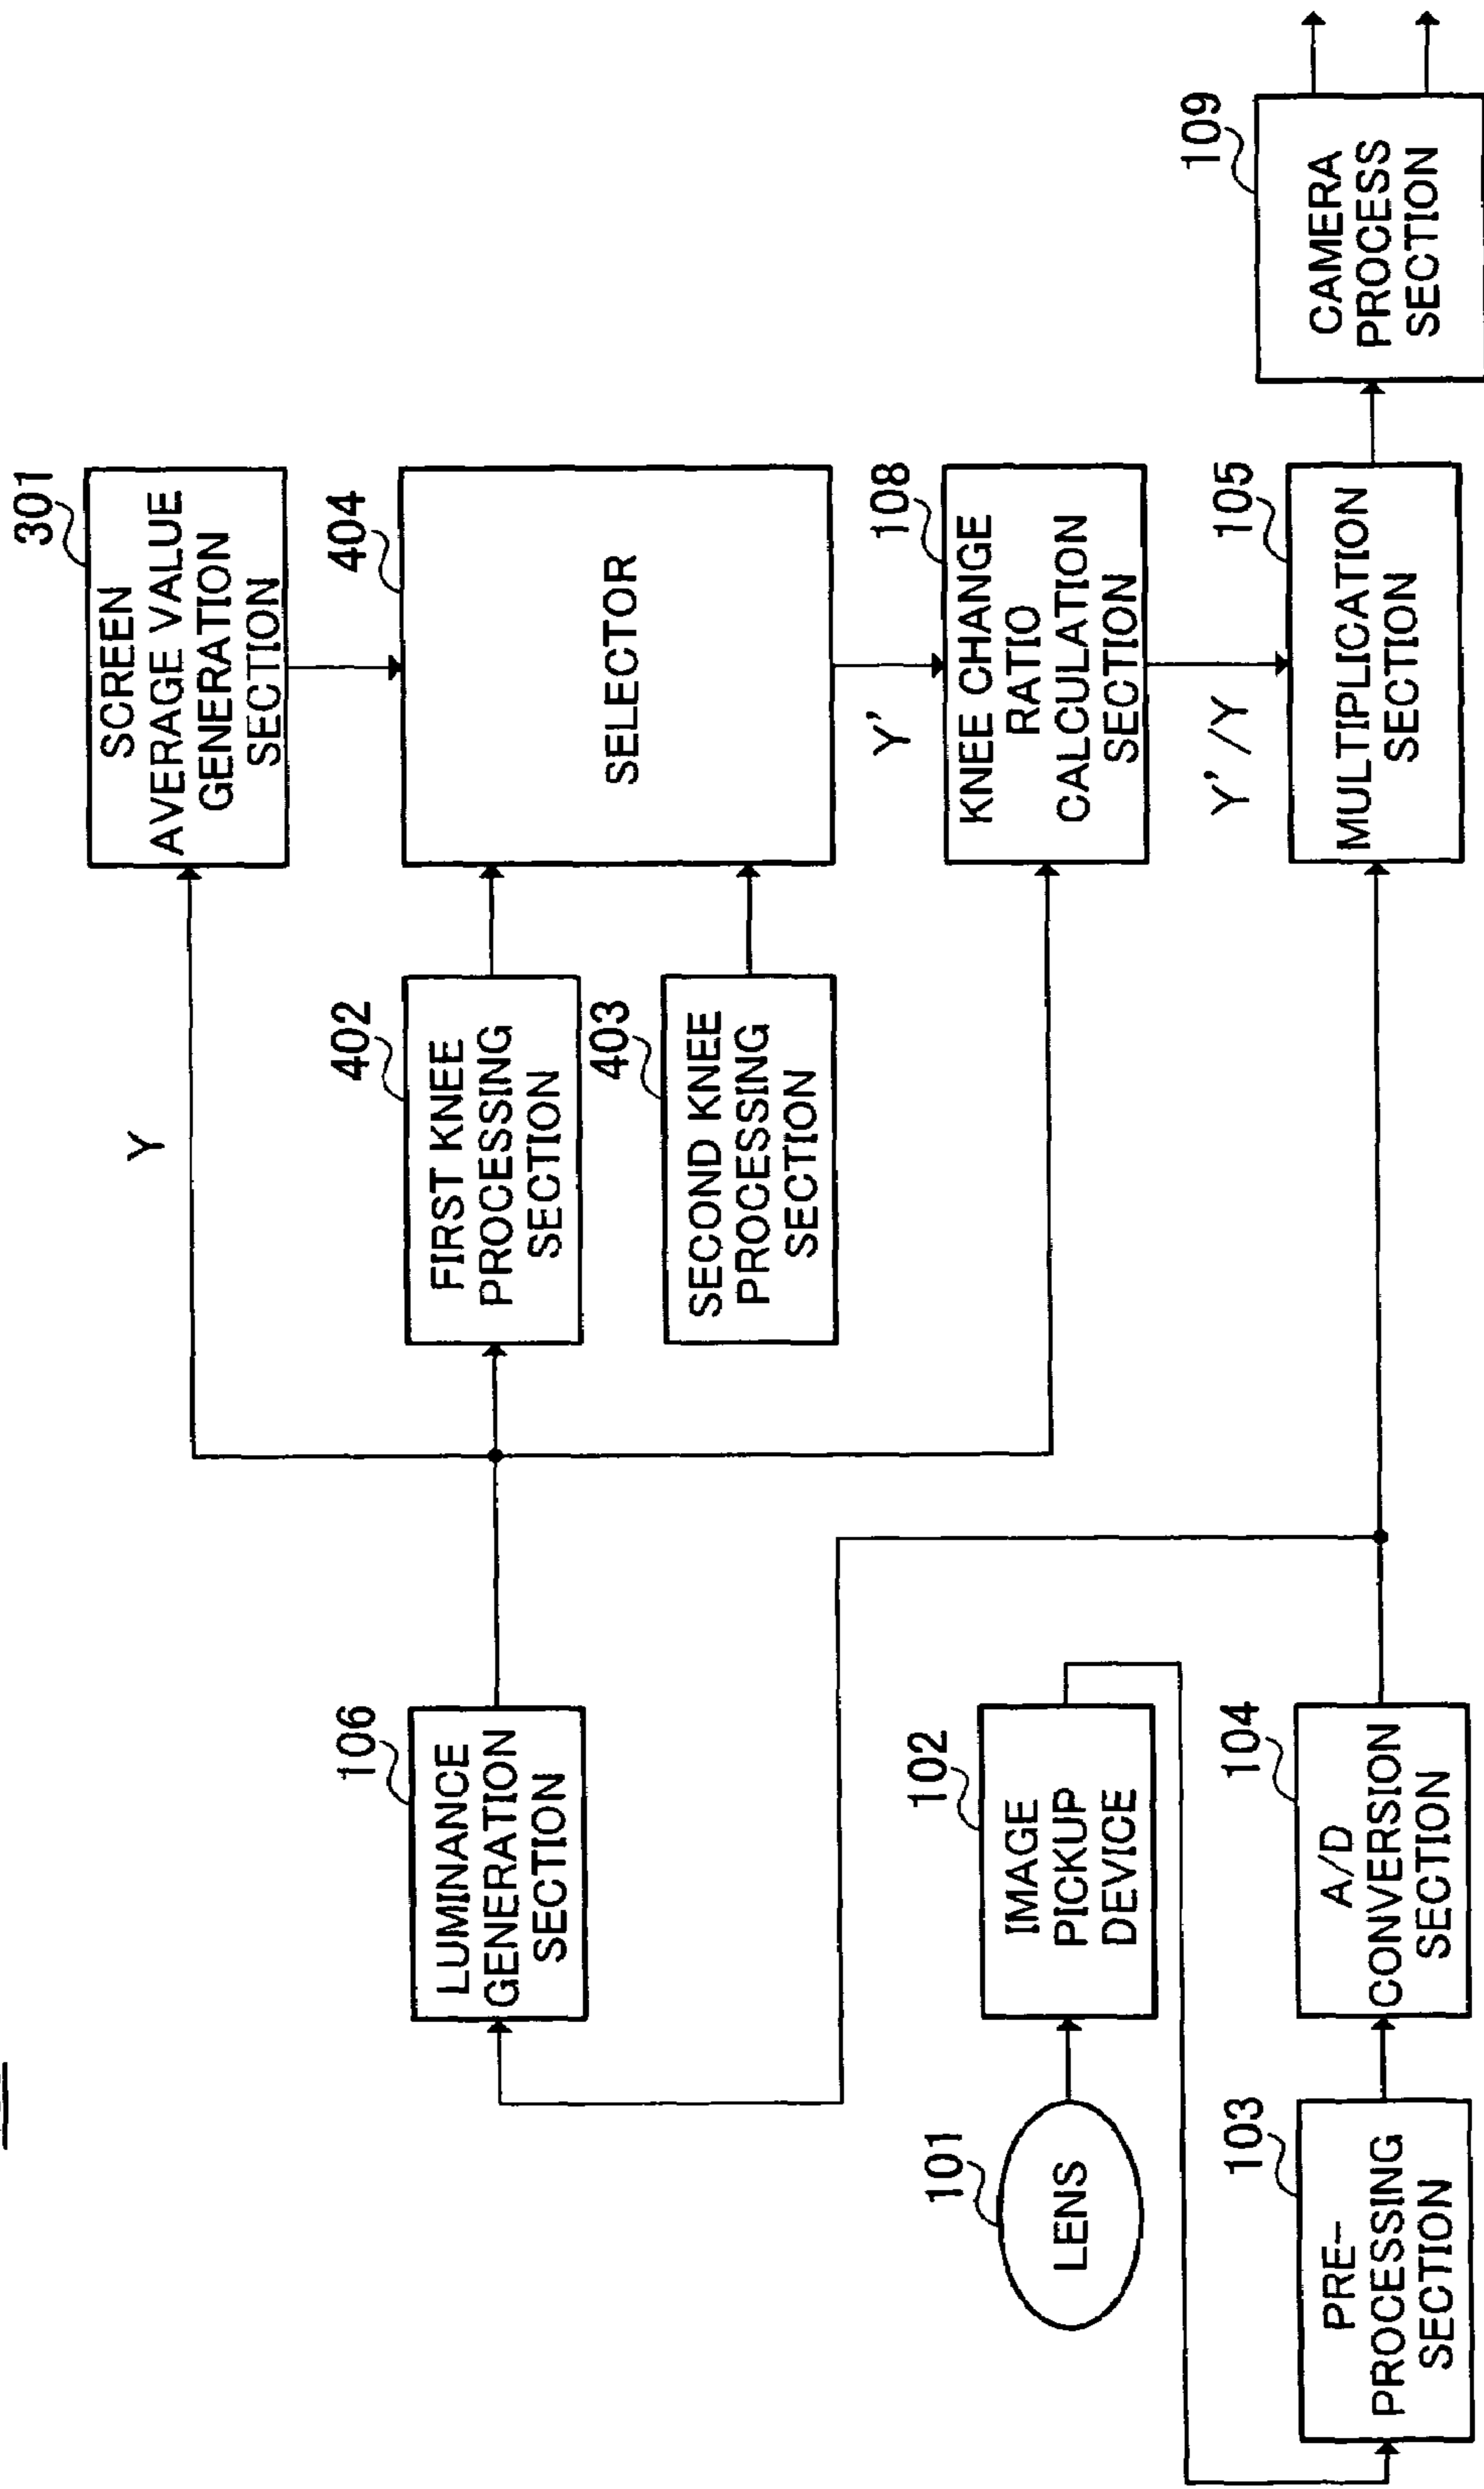 301
SCREEN
AVERAGE VALUE
GENERATION
SECTION
404
SELECTOR
402
FIRST KNEE
PROCESSING
SECTION
403
SECOND KNEE
PROCESSING
SECTION
Y
Y'
108
KNEE CHANGE
RATIO
CALCULATION
SECTION
Y'/Y
105
MULTIPLICATION
SECTION
109
CAMERA
PROCESS
SECTION
106
LUMINANCE
GENERATION
SECTION
102
IMAGE
PICKUP
DEVICE
101
LENS
104
A/D
CONVERSION
SECTION
103
PRE-
PROCESSING
SECTION